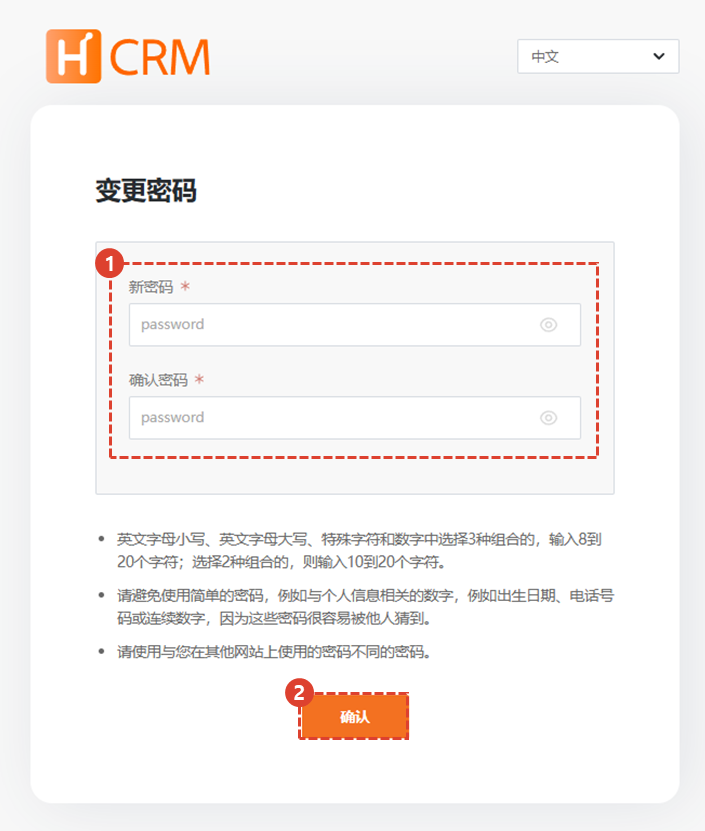 H CRM
中文
变更密码
1
新密码 *
password
确认密码 *
password
• 英文字母小写、英文字母大写、特殊字符和数字中选择3种组合的，输入8到
20个字符；选择2种组合的，则输入10到20个字符。
• 请避免使用简单的密码，例如与个人信息相关的数字，例如出生日期、电话号
码或连续数字，因为这些密码很容易被他人猜到。
• 请使用与您在其他网站上使用的密码不同的密码。
2
确认